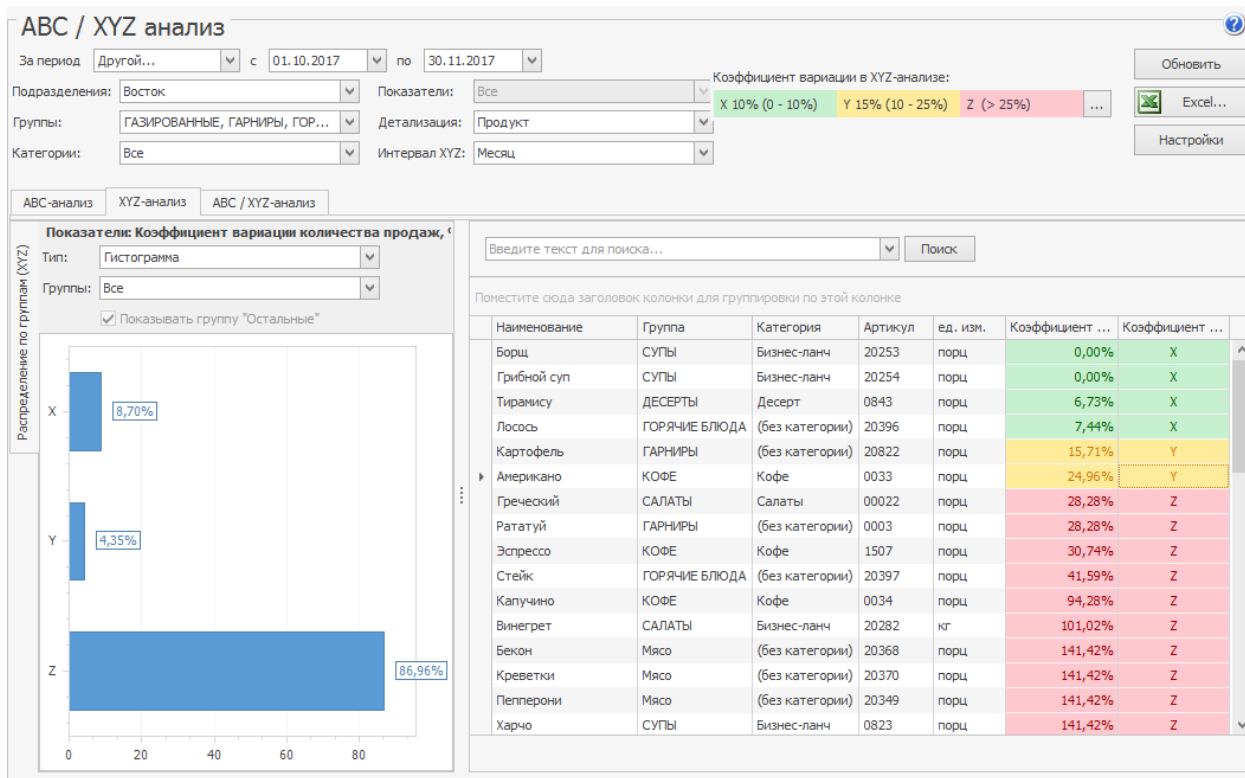 ABC / XYZ анализ
За период Другой... с 01.10.2017 по 30.11.2017
Подразделения: Восток Показатели: Все
Группы: ГАЗИРОВАННЫЕ, ГАРНИРЫ, ГОР... Детализация: Продукт
Категории: Все Интервал XYZ: Месяц
Коэффициент вариации в XYZ-анализе:
X 10% (0 - 10%) Y 15% (10 - 25%) Z (> 25%) ...
Обновить
Excel...
Настройки
ABC-анализ XYZ-анализ ABC / XYZ-анализ
Распределение по группам (XYZ)
Показатели: Коэффициент вариации количества продаж,
Тип: Гистограмма
Группы: Все
Показывать группу "Остальные"
X 8,70%
Y 4,35%
Z 86,96%
0 20 40 60 80
Введите текст для поиска... Поиск
Поместите сюда заголовок колонки для группировки по этой колонке
Наименование Группа Категория Артикул ед. изм. Коэффициент ... Коэффициент ...
Борщ СУПЫ Бизнес-ланч 20253 порц 0,00% X
Грибной суп СУПЫ Бизнес-ланч 20254 порц 0,00% X
Тирамису ДЕСЕРТЫ Десерт 0843 порц 6,73% X
Лосось ГОРЯЧИЕ БЛЮДА (без категории) 20396 порц 7,44% X
Картофель ГАРНИРЫ (без категории) 20822 порц 15,71% Y
Американо КОФЕ Кофе 0033 порц 24,96% Y
Греческий САЛАТЫ Салаты 00022 порц 28,28% Z
Рататуй ГАРНИРЫ (без категории) 0003 порц 28,28% Z
Эспрессо КОФЕ Кофе 1507 порц 30,74% Z
Стейк ГОРЯЧИЕ БЛЮДА (без категории) 20397 порц 41,59% Z
Капучино КОФЕ Кофе 0034 порц 94,28% Z
Винегрет САЛАТЫ Бизнес-ланч 20282 кг 101,02% Z
Бекон Мясо (без категории) 20368 порц 141,42% Z
Креветки Мясо (без категории) 20370 порц 141,42% Z
Пепперони Мясо (без категории) 20349 порц 141,42% Z
Харчо СУПЫ Бизнес-ланч 0823 порц 141,42% Z